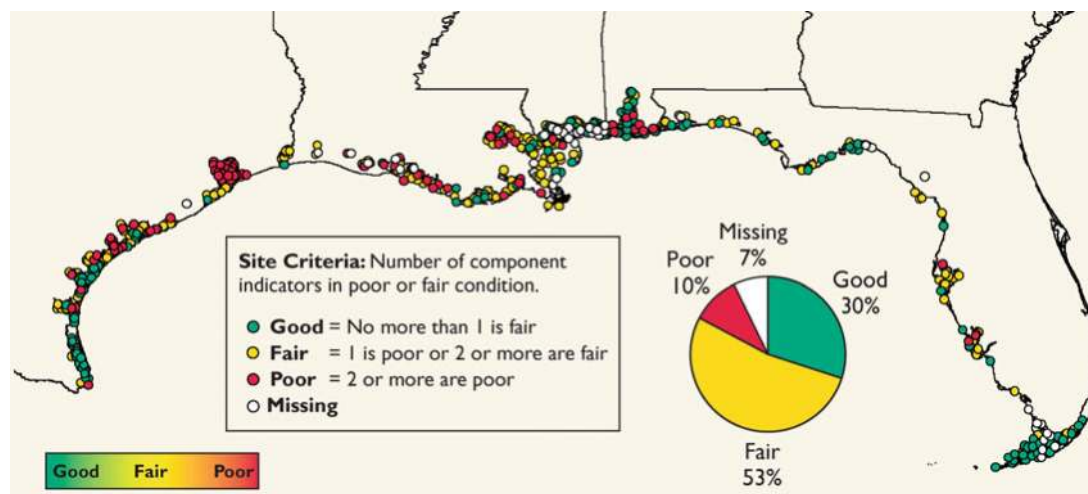 Site Criteria: Number of component
indicators in poor or fair condition.
Good = No more than 1 is fair
Fair = 1 is poor or 2 or more are fair
Poor = 2 or more are poor
Missing
Missing
7%
Poor
10%
Good
30%
Fair
53%
Good Fair Poor